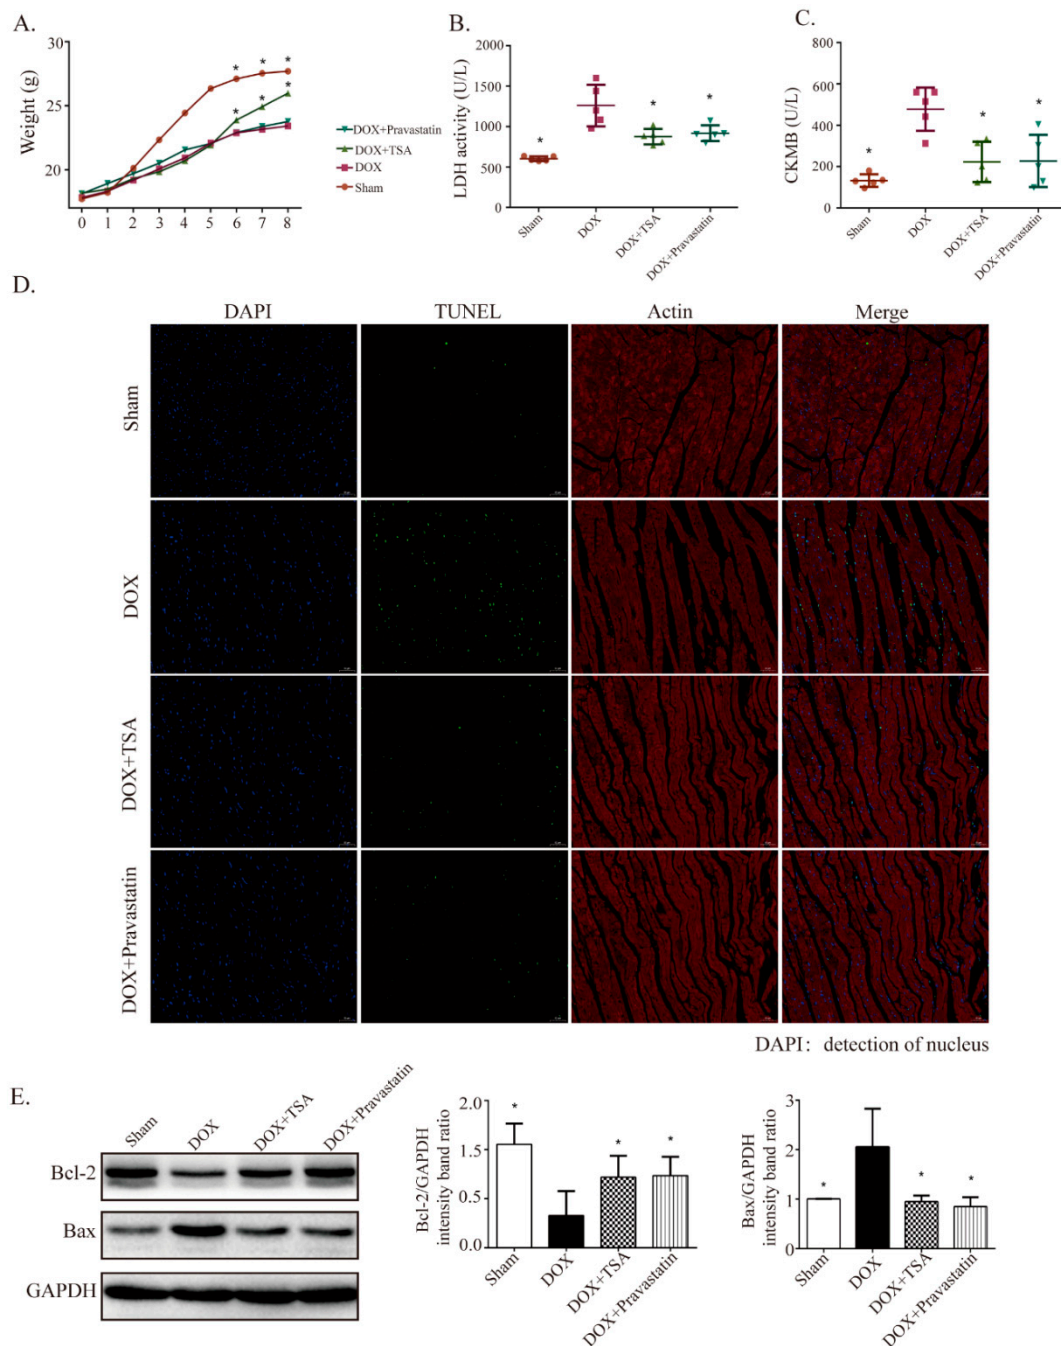 A.
30
25
20
Weight (g)
0 1 2 3 4 5 6 7 8
* * *
* * *
DOX+Pravastatin
DOX+TSA
DOX
Sham
B.
2000
1500
1000
500
0
LDH activity (U/L)
* * *
Sham DOX DOX+TSA DOX+Pravastatin
C.
800
600
400
200
0
CKMB (U/L)
* * *
Sham DOX DOX+TSA DOX+Pravastatin
D.
DAPI TUNEL Actin Merge
Sham
DOX
DOX+TSA
DOX+Pravastatin
DAPI: detection of nucleus
E.
Sham DOX DOX+TSA DOX+Pravastatin
Bcl-2
Bax
GAPDH
2.0
1.5
0.5
0.0
Bcl-2/GAPDH
intensity band ratio
* * *
Sham DOX DOX+TSA DOX+Pravastatin
3
2
1
0
Bax/GAPDH
intensity band ratio
* * *
Sham DOX DOX+TSA DOX+Pravastatin